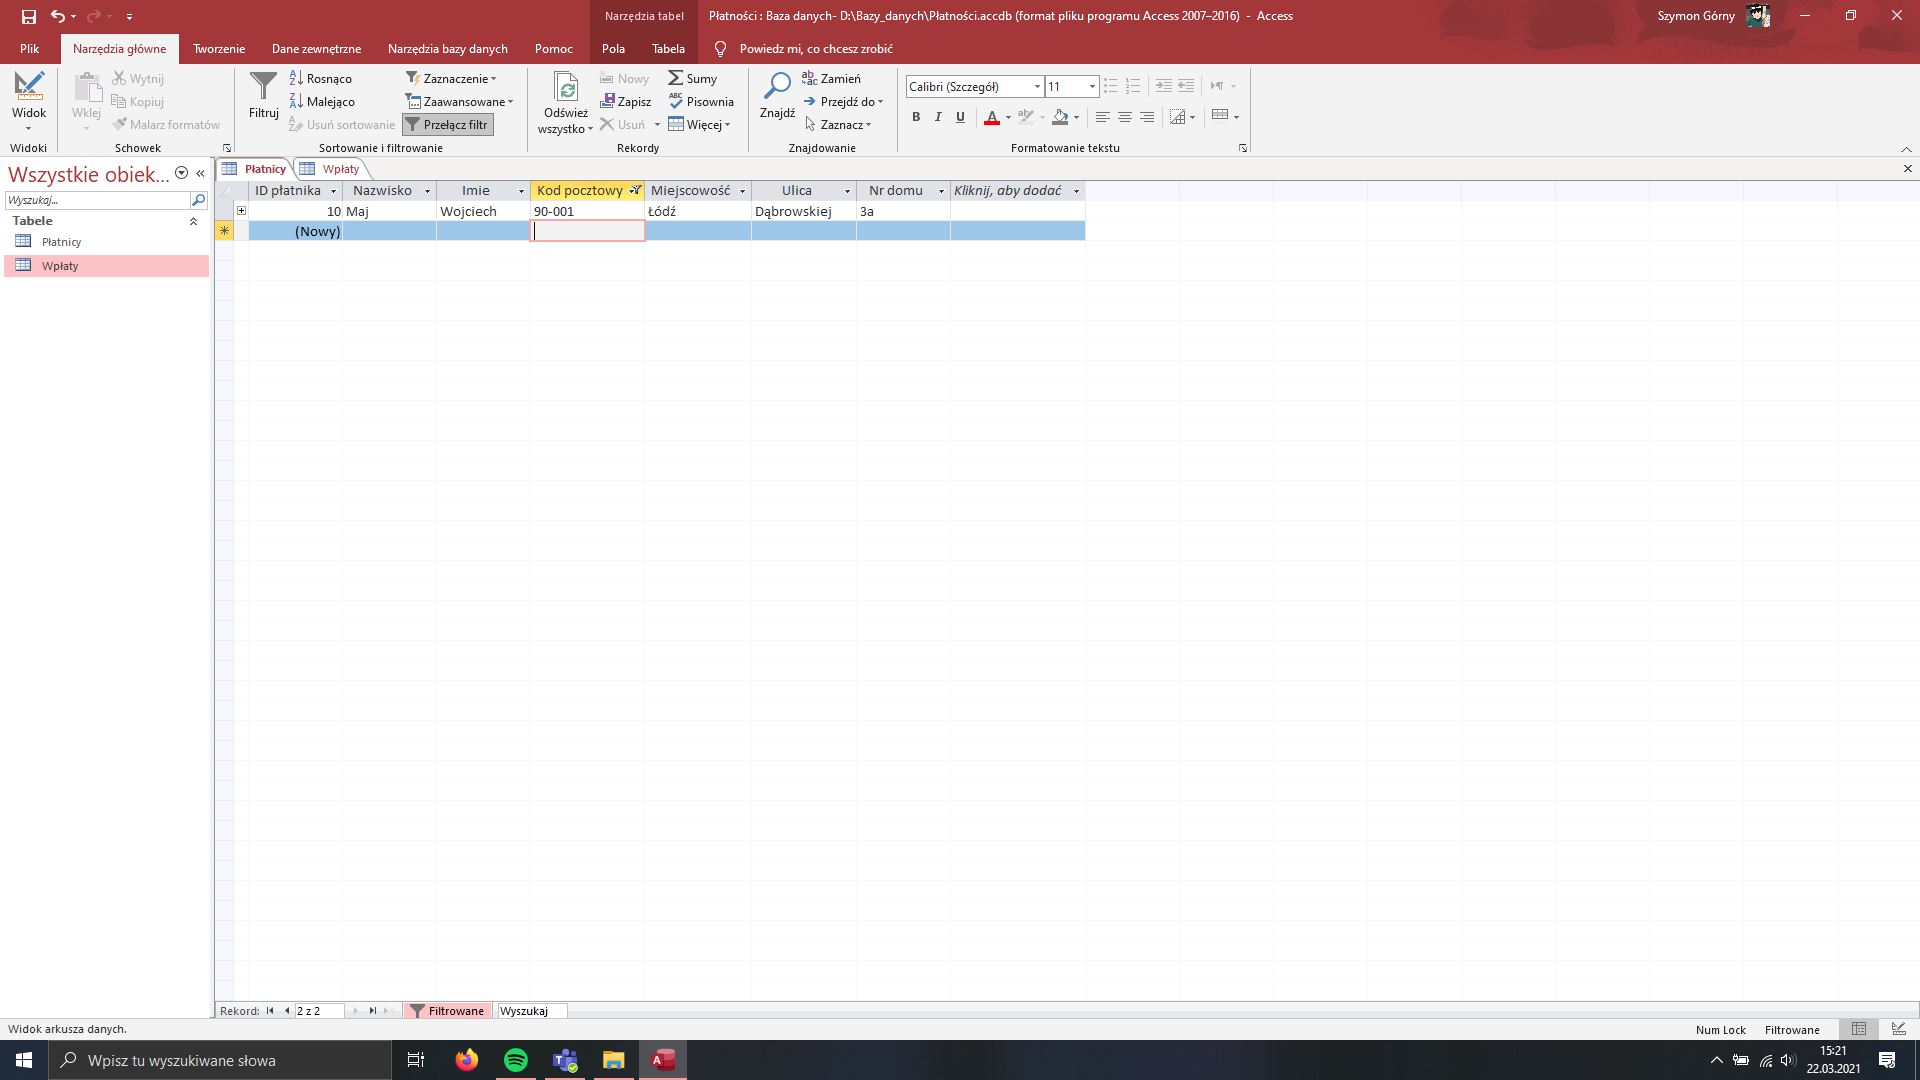 Narzędzia tabel
Płatności : Baza danych- D:\Bazy_danych\Płatności.accdb (format pliku programu Access 2007–2016) - Access
Szymon Górny
Plik
Narzędzia główne
Tworzenie
Dane zewnętrzne
Narzędzia bazy danych
Pomoc
Pola
Tabela
Powiedz mi, co chcesz zrobić
Widok
Widoki
Wklej
Wytnij
Kopiuj
Malarz formatów
Schowek
Filtruj
Rosnąco
Malejąco
Usuń sortowanie
Zaznaczenie
Zaawansowane
Przełącz filtr
Sortowanie i filtrowanie
Odśwież
wszystko
Nowy
Zapisz
Usuń
Sumy
Pisownia
Więcej
Rekordy
Znajdź
Zamień
Przejdź do
Zaznacz
Znajdowanie
Calibri (Szczegół)
11
B I U
Formatowanie tekstu
Wszystkie obiek...
Wyszukaj...
Tabele
Płatnicy
Wpłaty
Płatnicy
Wpłaty
ID płatnika Nazwisko Imie Kod pocztowy Miejscowość Ulica Nr domu Kliknij, aby dodać
10 Maj Wojciech 90-001 Łódź Dąbrowskiej 3a
(Nowy)
Rekord: 2 z 2 Filtrowane Wyszukaj
Widok arkusza danych.
Num Lock Filtrowane
Wpisz tu wyszukiwane słowa
15:21
22.03.2021